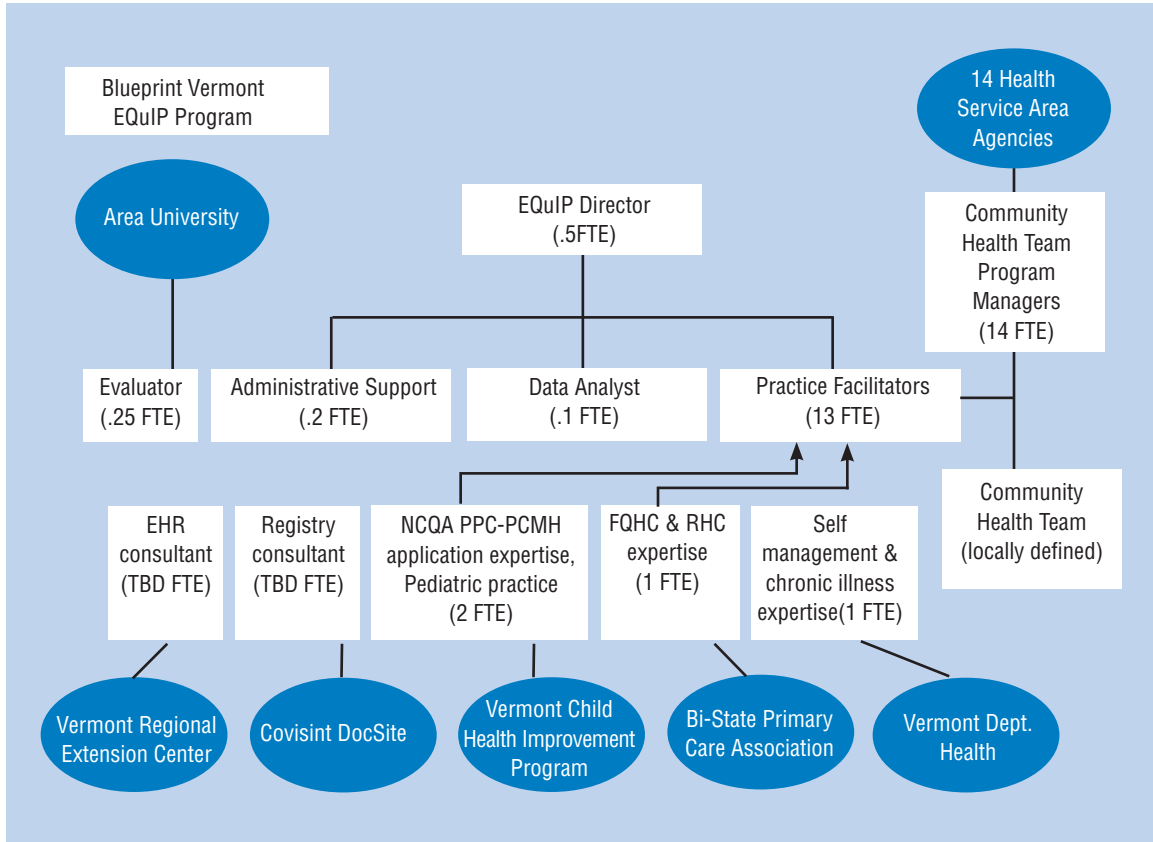 Blueprint Vermont
EQuIP Program
14 Health
Service Area
Agencies
Area University
EQuIP Director
(.5FTE)
Community
Health Team
Program
Managers
(14 FTE)
Evaluator
(.25 FTE)
Administrative Support
(.2 FTE)
Data Analyst
(.1 FTE)
Practice Facilitators
(13 FTE)
EHR
consultant
(TBD FTE)
Registry
consultant
(TBD FTE)
NCQA PPC-PCMH
application expertise,
Pediatric practice
(2 FTE)
FQHC & RHC
expertise
(1 FTE)
Self
management &
chronic illness
expertise(1 FTE)
Community
Health Team
(locally defined)
Vermont Regional
Extension Center
Covisint DocSite
Vermont Child
Health Improvement
Program
Bi-State Primary
Care Association
Vermont Dept.
Health